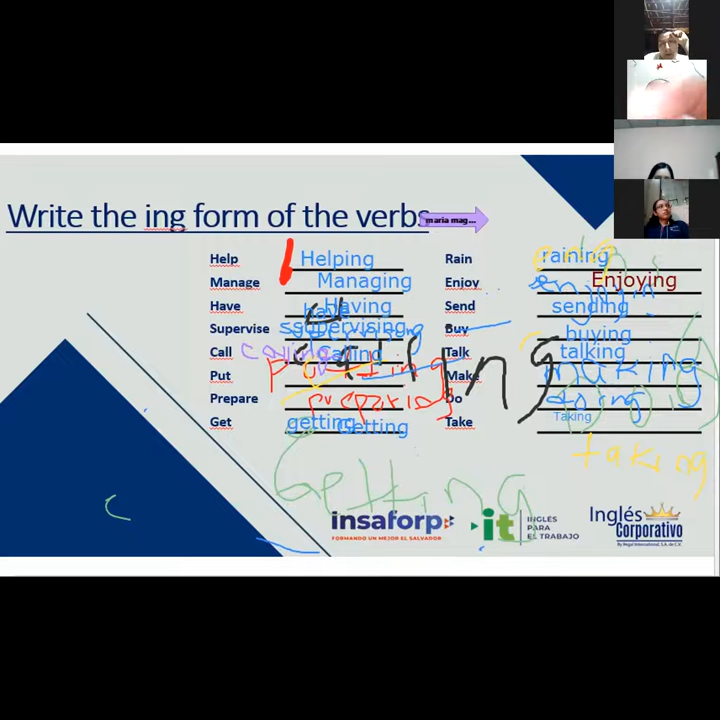 Write the ing form of the verbs
maria mag...
Help Helping Rain raining
Manage Managing Enjoy Enjoying
Have Having Send sending
Supervise supervising Buy buying
Call Calling Talk talking
Put putting Make making
Prepare preparing Do doing
Get getting Getting Take Taking
taking
Getting
insaforp
FORMANDO UN MEJOR EL SALVADOR
it INGLÉS PARA EL TRABAJO
Inglés Corporativo